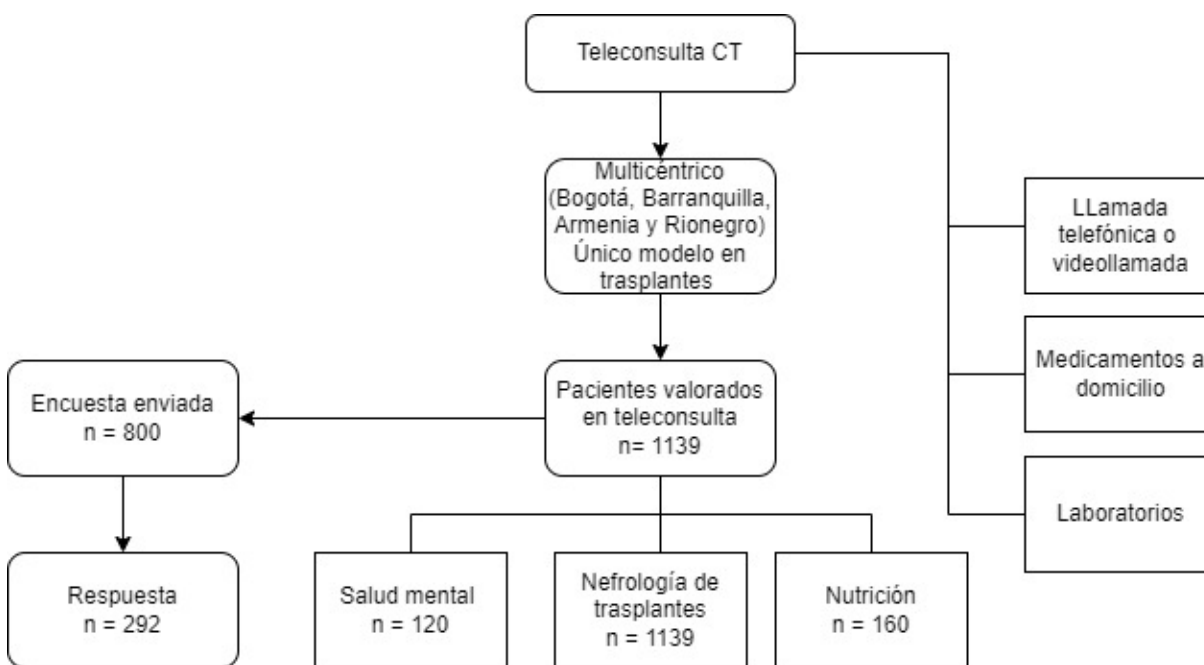 Teleconsulta CT
Multicéntrico
(Bogotá, Barranquilla,
Armenia y Rionegro)
Único modelo en
trasplantes
LLamada
telefónica o
videollamada
Medicamentos a
domicilio
Laboratorios
Pacientes valorados
en teleconsulta
n= 1139
Encuesta enviada
n = 800
Respuesta
n = 292
Salud mental
n = 120
Nefrología de
trasplantes
n = 1139
Nutrición
n = 160